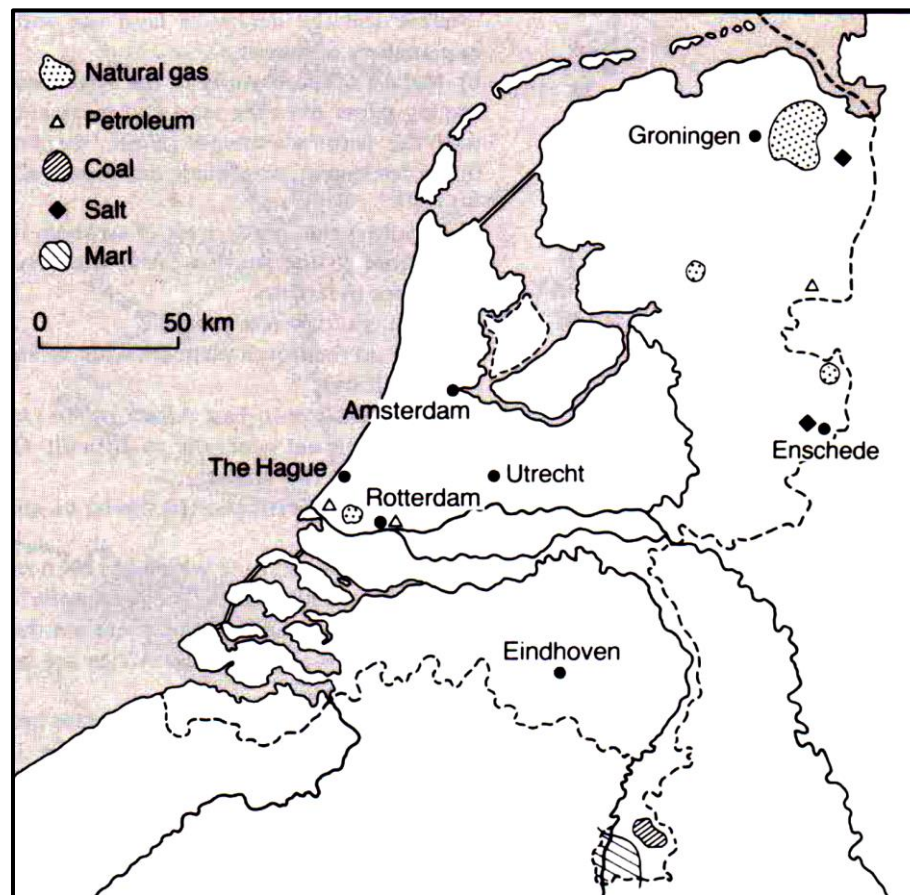 Natural gas
Petroleum
Coal
Salt
Marl
0 50 km
Groningen
Amsterdam
Enschede
The Hague
Utrecht
Rotterdam
Eindhoven